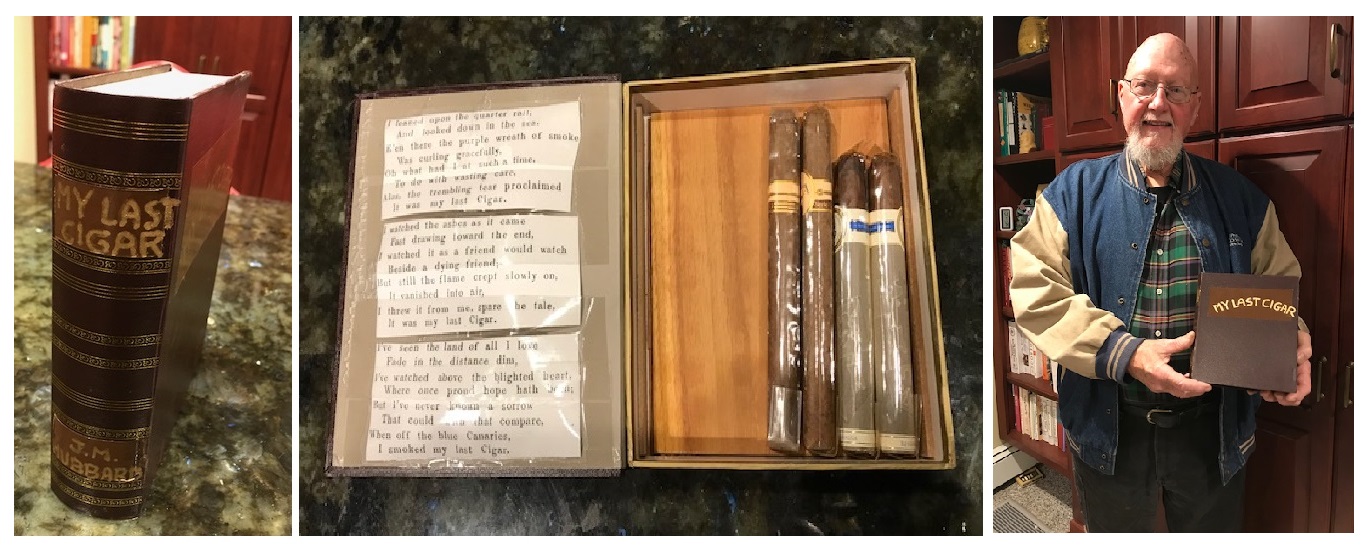 MY LAST
CIGAR
J.M.
HUBBARD
I leaned upon the quarter rail,
And looked down in the sea,
E'en there the purple wreath of smoke
Was curling gracefully,
Oh what had I at such a time,
To do with wasting care,
Alas, the trembling tear proclaimed
It was my last Cigar.
I watched the ashes as it came
Fast drawing toward the end,
I watched it as a friend would watch
Beside a dying friend;
But still the flame crept slowly on,
It vanished into air,
I threw it from me, spare the tale,
It was my last Cigar.
I've seen the land of all I love
Fade in the distance dim,
I've watched above the blighted heart,
Where once proud hope hath
But I've never known a sorrow
That could with that compare,
When off the blue Canaries,
I smoked my last Cigar.
MY LAST CIGAR